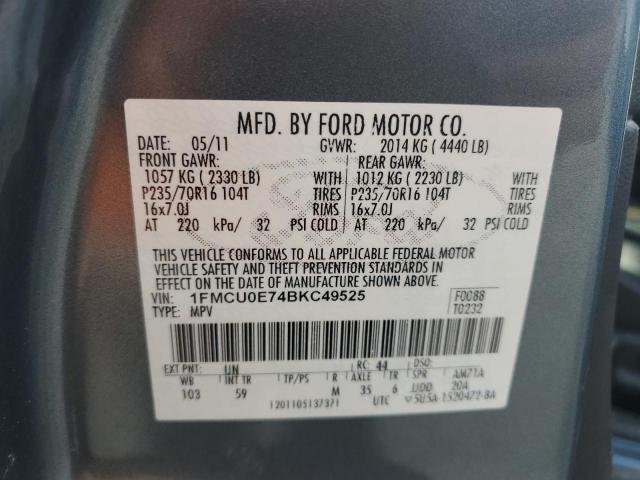 MFD. BY FORD MOTOR CO.
DATE: 05/11 GVWR: 2014 KG ( 4440 LB)
FRONT GAWR: REAR GAWR:
1057 KG ( 2330 LB) WITH 1012 KG ( 2230 LB) WITH
P235/70R16 104T TIRES P235/70R16 104T TIRES
16x7.0J RIMS 16x7.0J RIMS
AT 220 kPa/ 32 PSI COLD AT 220 kPa/ 32 PSI COLD
THIS VEHICLE CONFORMS TO ALL APPLICABLE FEDERAL MOTOR
VEHICLE SAFETY AND THEFT PREVENTION STANDARDS IN
EFFECT ON THE DATE OF MANUFACTURE SHOWN ABOVE.
VIN: 1FMCU0E74BKC49525 F0088
TYPE: MPV T0232
EXT PNT: UN RC: 44 DSO:
WB INT TR TP/PS R AXLE TR SPR AM71A
103 59 M 35 6 JJDD 20A
1201105137371 UTC 5U5A-1520472-BA